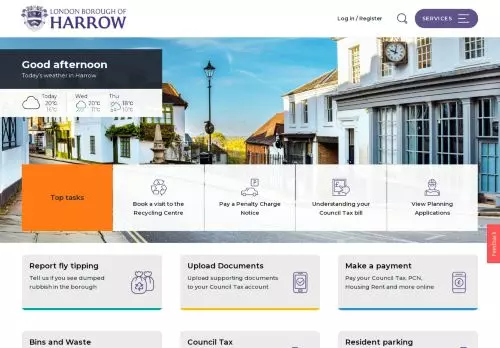 LONDON BOROUGH OF
HARROW
Log in / Register
SERVICES
Good afternoon
Today's weather in Harrow
Today
20°C
16°C
Wed
20°C
Thu
18°C
10°C
Top tasks
Book a visit to the
Recycling Centre
Pay a Penalty Charge
Notice
Understanding your
Council Tax bill
View Planning
Applications
Feedback
Report fly tipping
Tell us if you see dumped
rubbish in the borough
Upload Documents
Upload supporting documents
to your Council Tax account
Make a payment
Pay your Council Tax, PCN,
Housing Rent and more online
Bins and Waste
Council Tax
Resident parking